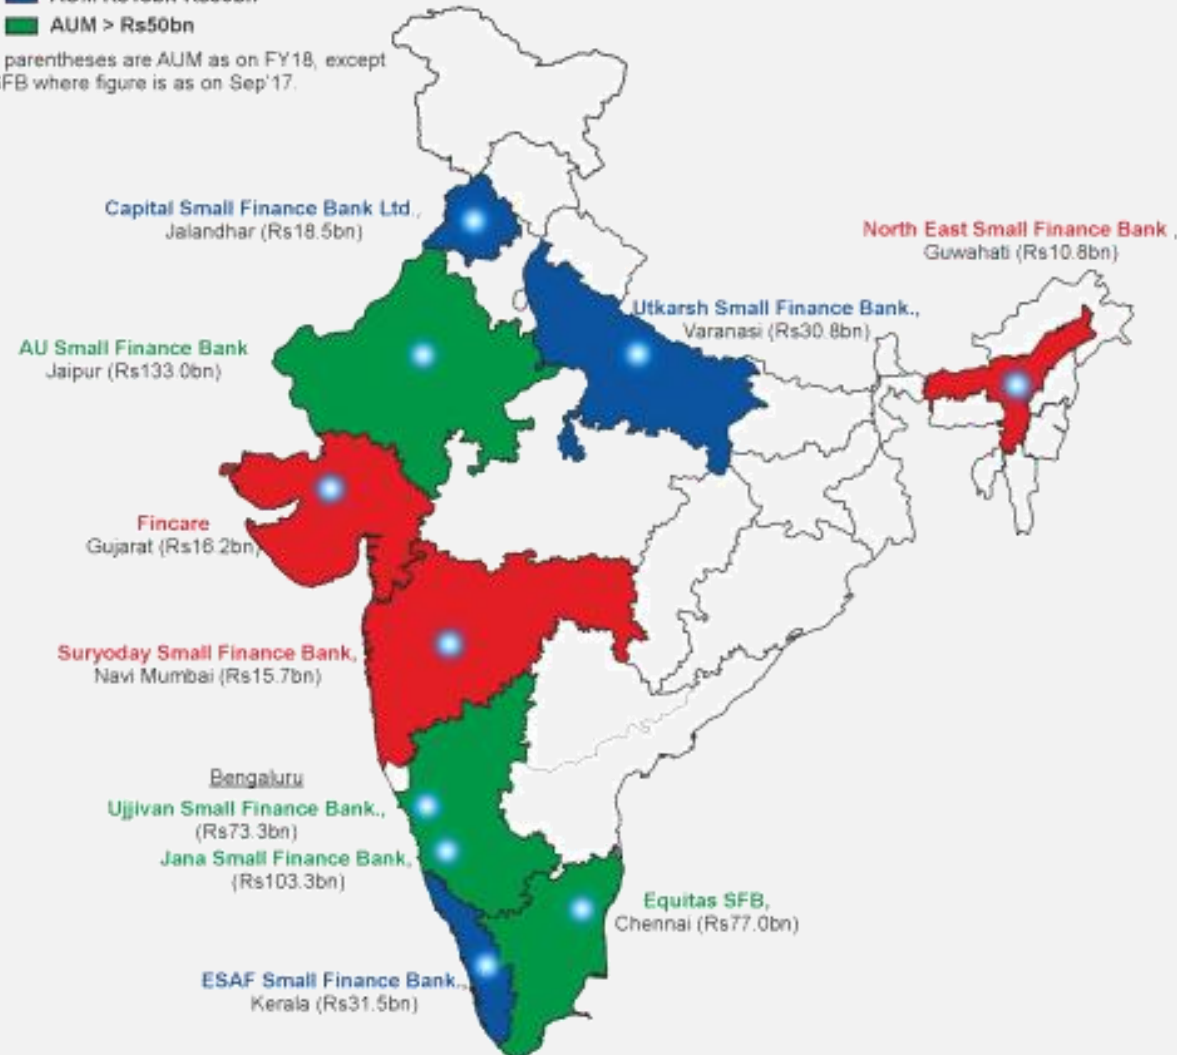 AUM > Rs50bn
parentheses are AUM as on FY18, except
FB where figure is as on Sep'17.
Capital Small Finance Bank Ltd.,
Jalandhar (Rs18.5bn)
North East Small Finance Bank ,
Guwahati (Rs10.8bn)
Utkarsh Small Finance Bank.,
Varanasi (Rs30.8bn)
AU Small Finance Bank
Jaipur (Rs133.0bn)
Fincare
Gujarat (Rs16.2bn)
Suryoday Small Finance Bank,
Navi Mumbai (Rs15.7bn)
Bengaluru
Ujjivan Small Finance Bank.,
(Rs73.3bn)
Jana Small Finance Bank,
(Rs103.3bn)
Equitas SFB,
Chennai (Rs77.0bn)
ESAF Small Finance Bank.,
Kerala (Rs31.5bn)